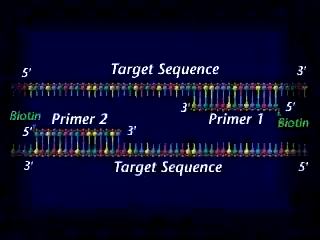 Target Sequence
5' 3'
3' Primer 1 5'
Biotin
Biotin
5' Primer 2 3'
3' Target Sequence 5'